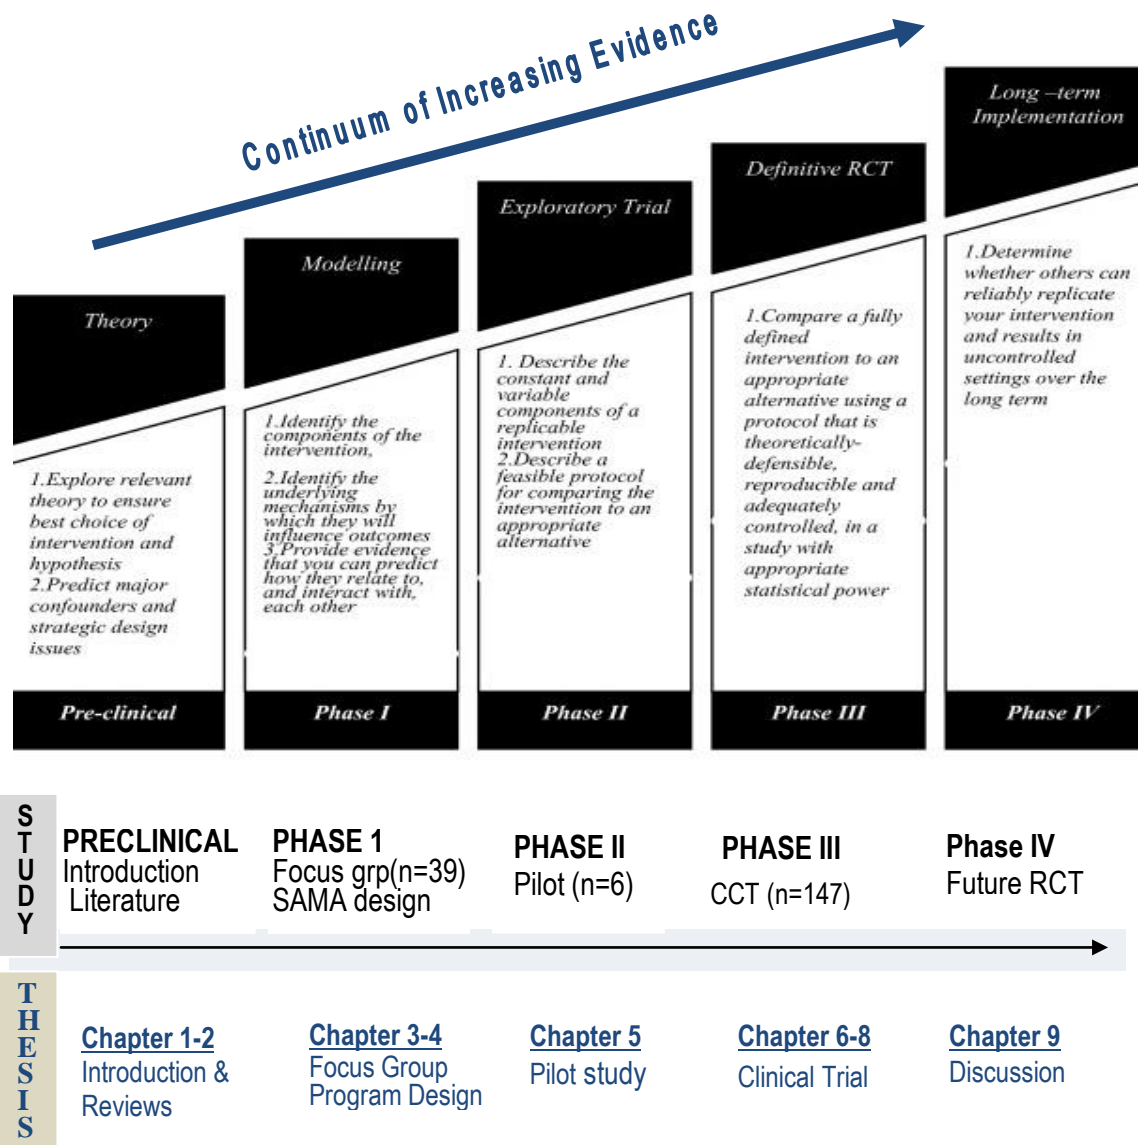 Continuum of Increasing Evidence
Theory
1.Explore relevant
theory to ensure
best choice of
intervention and
hypothesis
2.Predict major
confounders and
strategic design
issues
Pre-clinical
Modelling
1.Identify the
components of the
intervention,
2.Identify the
underlying
mechanisms by
which they will
influence outcomes
3.Provide evidence
that you can predict
how they relate to,
and interact with,
each other
Phase I
Exploratory Trial
1. Describe the
constant and
variable
components of a
replicable
intervention
2.Describe a
feasible protocol
for comparing the
intervention to an
appropriate
alternative
Phase II
Definitive RCT
1.Compare a fully
defined
intervention to an
appropriate
alternative using a
protocol that is
theoretically-
defensible,
reproducible and
adequately
controlled, in a
study with
appropriate
statistical power
Phase III
Long –term
Implementation
1.Determine
whether others can
reliably replicate
your intervention
and results in
uncontrolled
settings over the
long term
Phase IV
STUDY
PRECLINICAL
Introduction
Literature
PHASE 1
Focus grp(n=39)
SAMA design
PHASE II
Pilot (n=6)
PHASE III
CCT (n=147)
Phase IV
Future RCT
THESIS
Chapter 1-2
Introduction &
Reviews
Chapter 3-4
Focus Group
Program Design
Chapter 5
Pilot study
Chapter 6-8
Clinical Trial
Chapter 9
Discussion